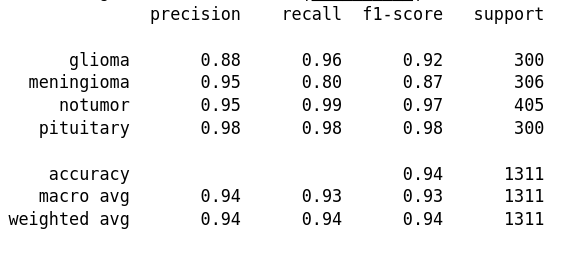 precision recall f1-score support
glioma 0.88 0.96 0.92 300
meningioma 0.95 0.80 0.87 306
notumor 0.95 0.99 0.97 405
pituitary 0.98 0.98 0.98 300
accuracy 0.94 1311
macro avg 0.94 0.93 0.93 1311
weighted avg 0.94 0.94 0.94 1311